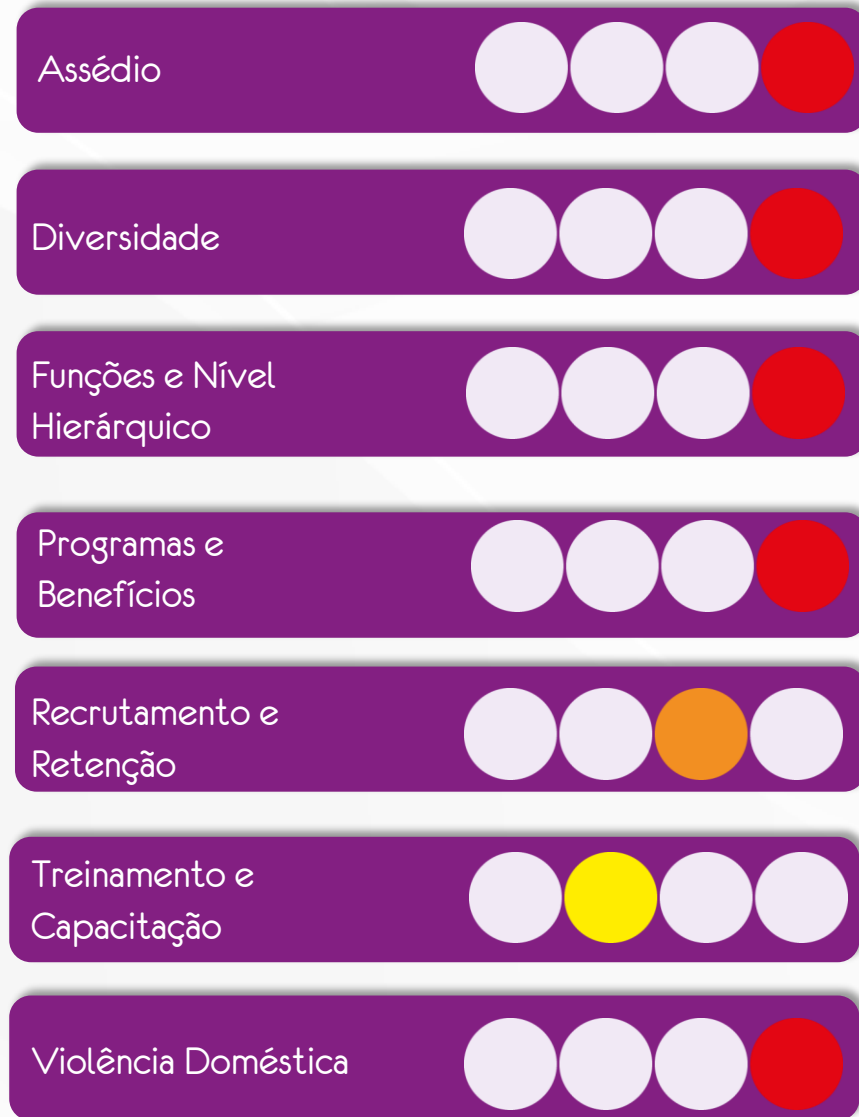 Assédio
Diversidade
Funções e Nível
Hierárquico
Programas e
Benefícios
Recrutamento e
Retenção
Treinamento e
Capacitação
Violência Doméstica